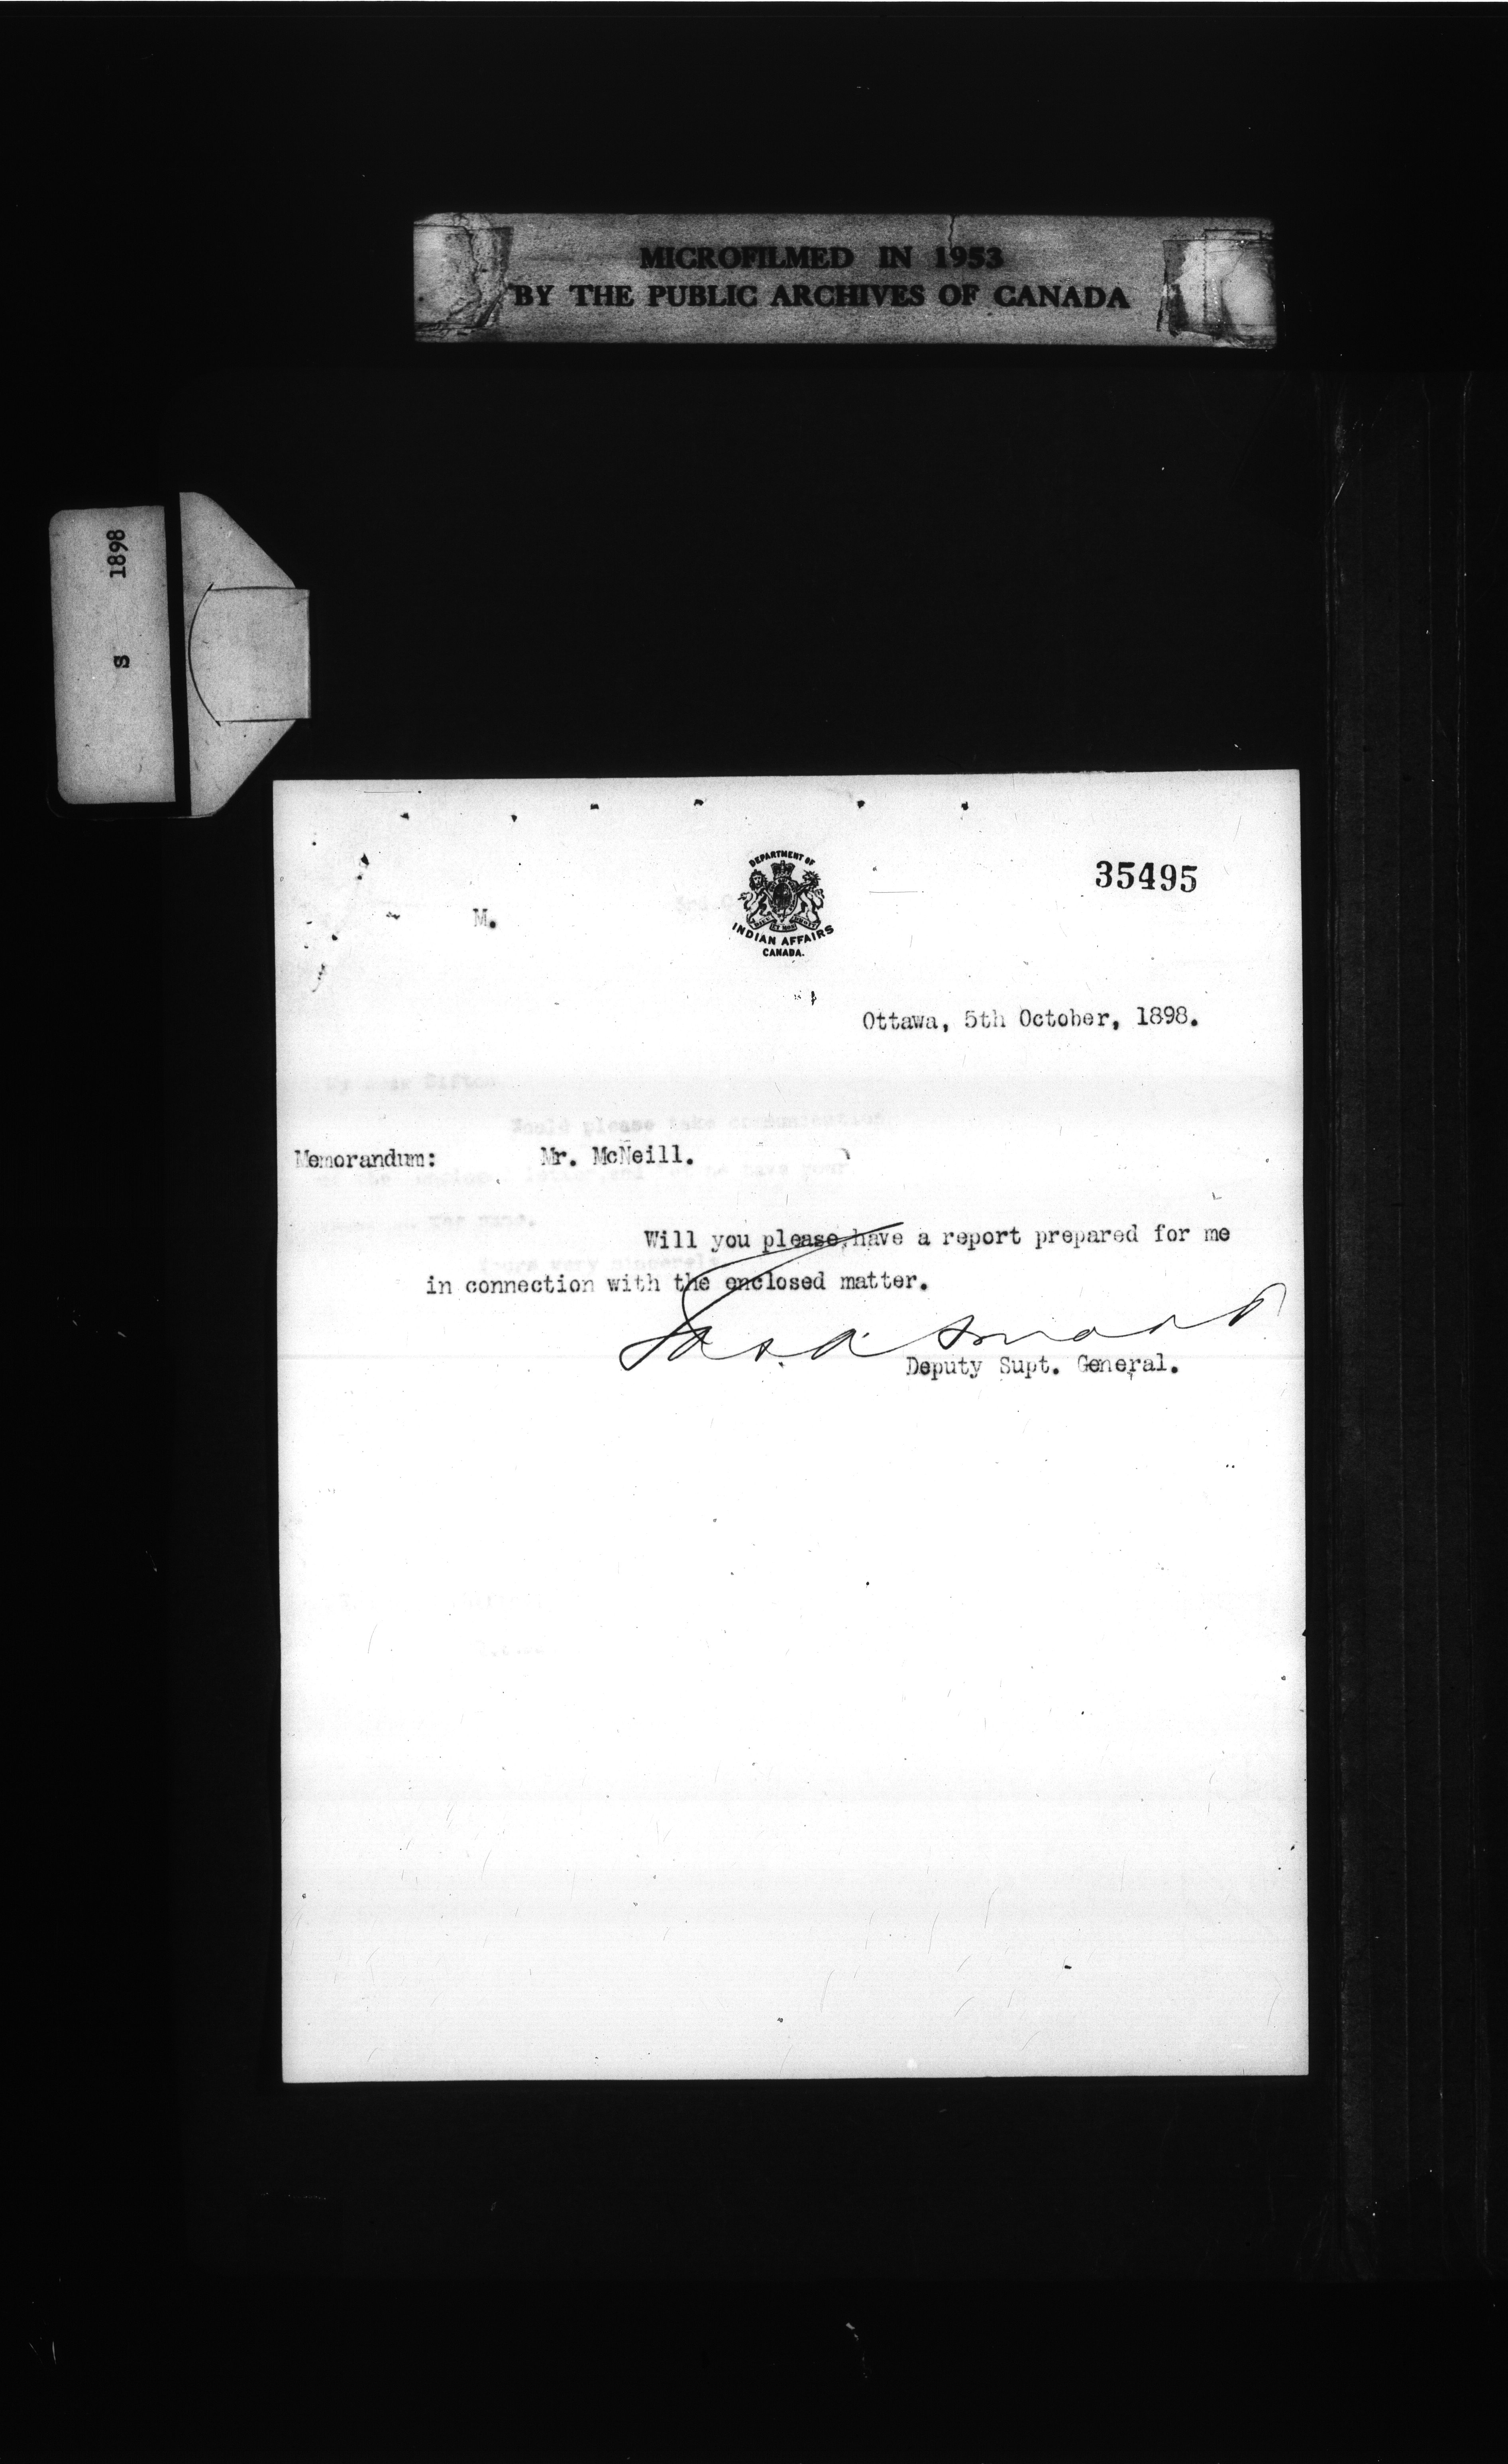 MICROFILMED IN 1953
BY THE PUBLIC ARCHIVES OF CANADA
S 1898
DEPARTMENT OF
INDIAN AFFAIRS
CANADA.
35495
M.
Ottawa, 5th October, 1898.
Memorandum: Mr. McNeill.
Will you please have a report prepared for me
in connection with the enclosed matter.
Jas. A. Smart
Deputy Supt. General.